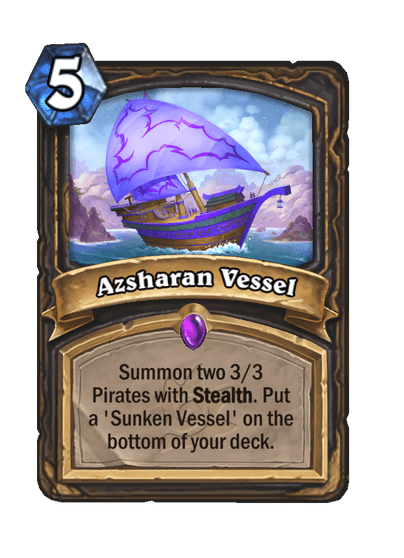 5
Azsharan Vessel
Summon two 3/3
Pirates with Stealth. Put
a 'Sunken Vessel' on the
bottom of your deck.